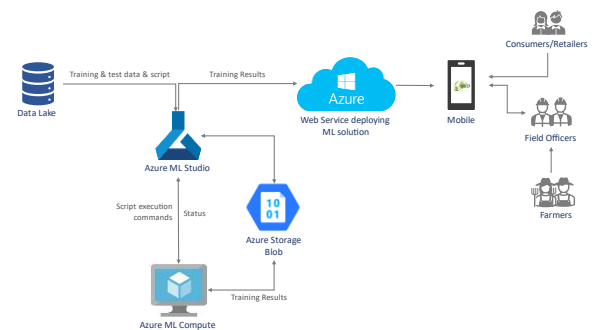 Consumers/Retailers
Training & test data & script
Training Results
Azure
Data Lake
Web Service deploying
ML solution
Mobile
Field Officers
Azure ML Studio
Script execution
commands
Status
10
01
Farmers
Azure Storage
Blob
Training Results
Azure ML Compute